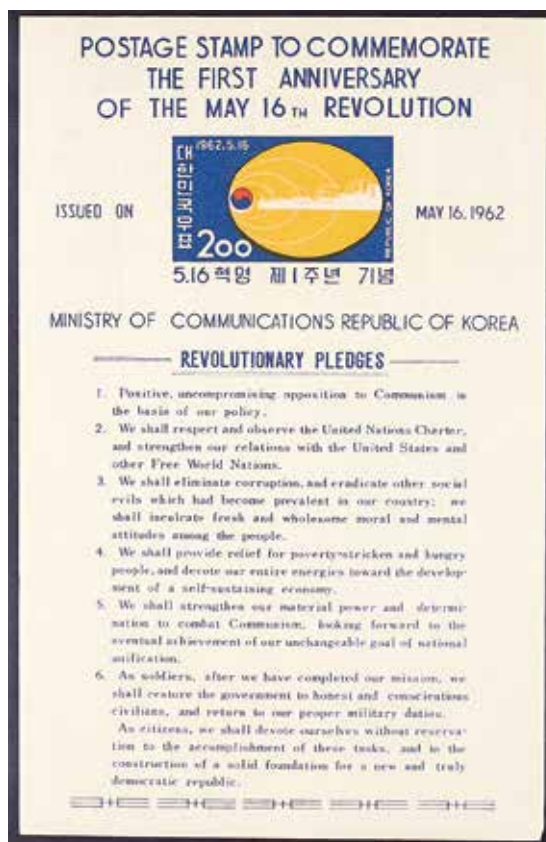 POSTAGE STAMP TO COMMEMORATE
THE FIRST ANNIVERSARY
OF THE MAY 16TH REVOLUTION
대한민국우표
1962.5.16
200
REPUBLIC OF KOREA
ISSUED ON
MAY 16, 1962
5.16 혁명 제1주년 기념
MINISTRY OF COMMUNICATIONS REPUBLIC OF KOREA
REVOLUTIONARY PLEDGES
1. Positive, uncompromising opposition to Communism is
the basis of our policy.
2. We shall respect and observe the United Nations Charter,
and strengthen our relations with the United States and
other Free World Nations.
3. We shall eliminate corruption, and eradicate other social
evils which had become prevalent in our country; we
shall inculcate fresh and wholesome moral and mental
attitudes among the people.
4. We shall provide relief for poverty-stricken and hungry
people, and devote our entire energies toward the develop-
ment of a self-sustaining economy.
5. We shall strengthen our material power and determi-
nation to combat Communism, looking forward to the
eventual achievement of our unchangeable goal of national
unification.
6. As soldiers, after we have completed our mission, we
shall restore the government to honest and conscientious
civilians, and return to our proper military duties.
As citizens, we shall devote ourselves without reserva-
tion to the accomplishment of these tasks, and to the
construction of a solid foundation for a new and truly
democratic republic.